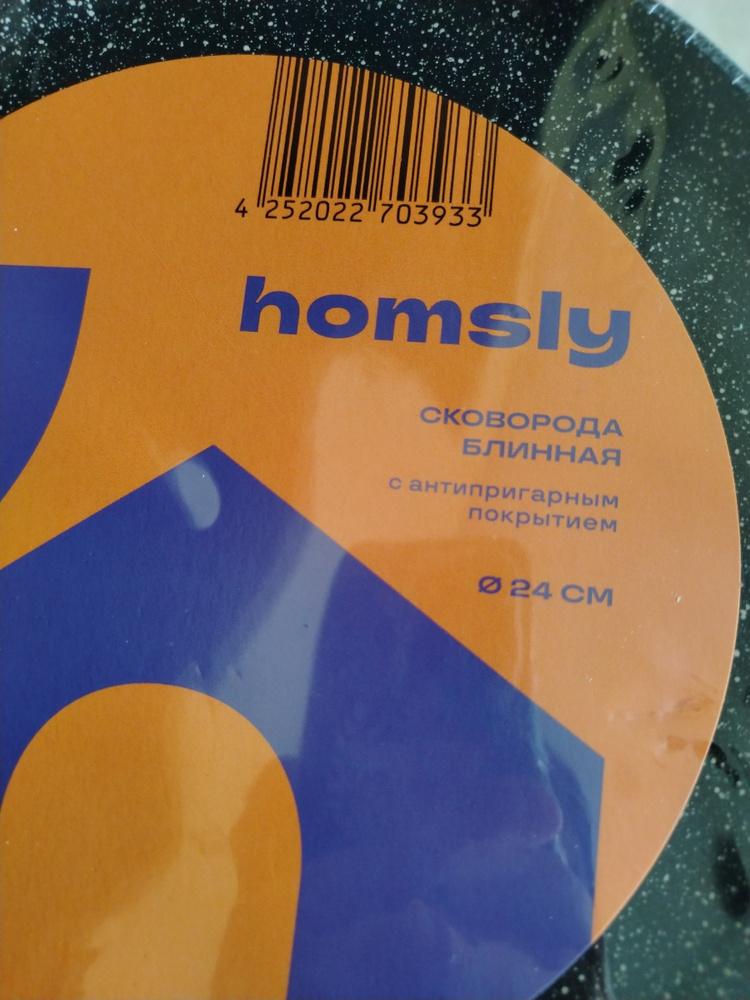 4 252022 703933
homsly
СКОВОРОДА
БЛИННАЯ
с антипригарным
покрытием
Ø 24 СМ